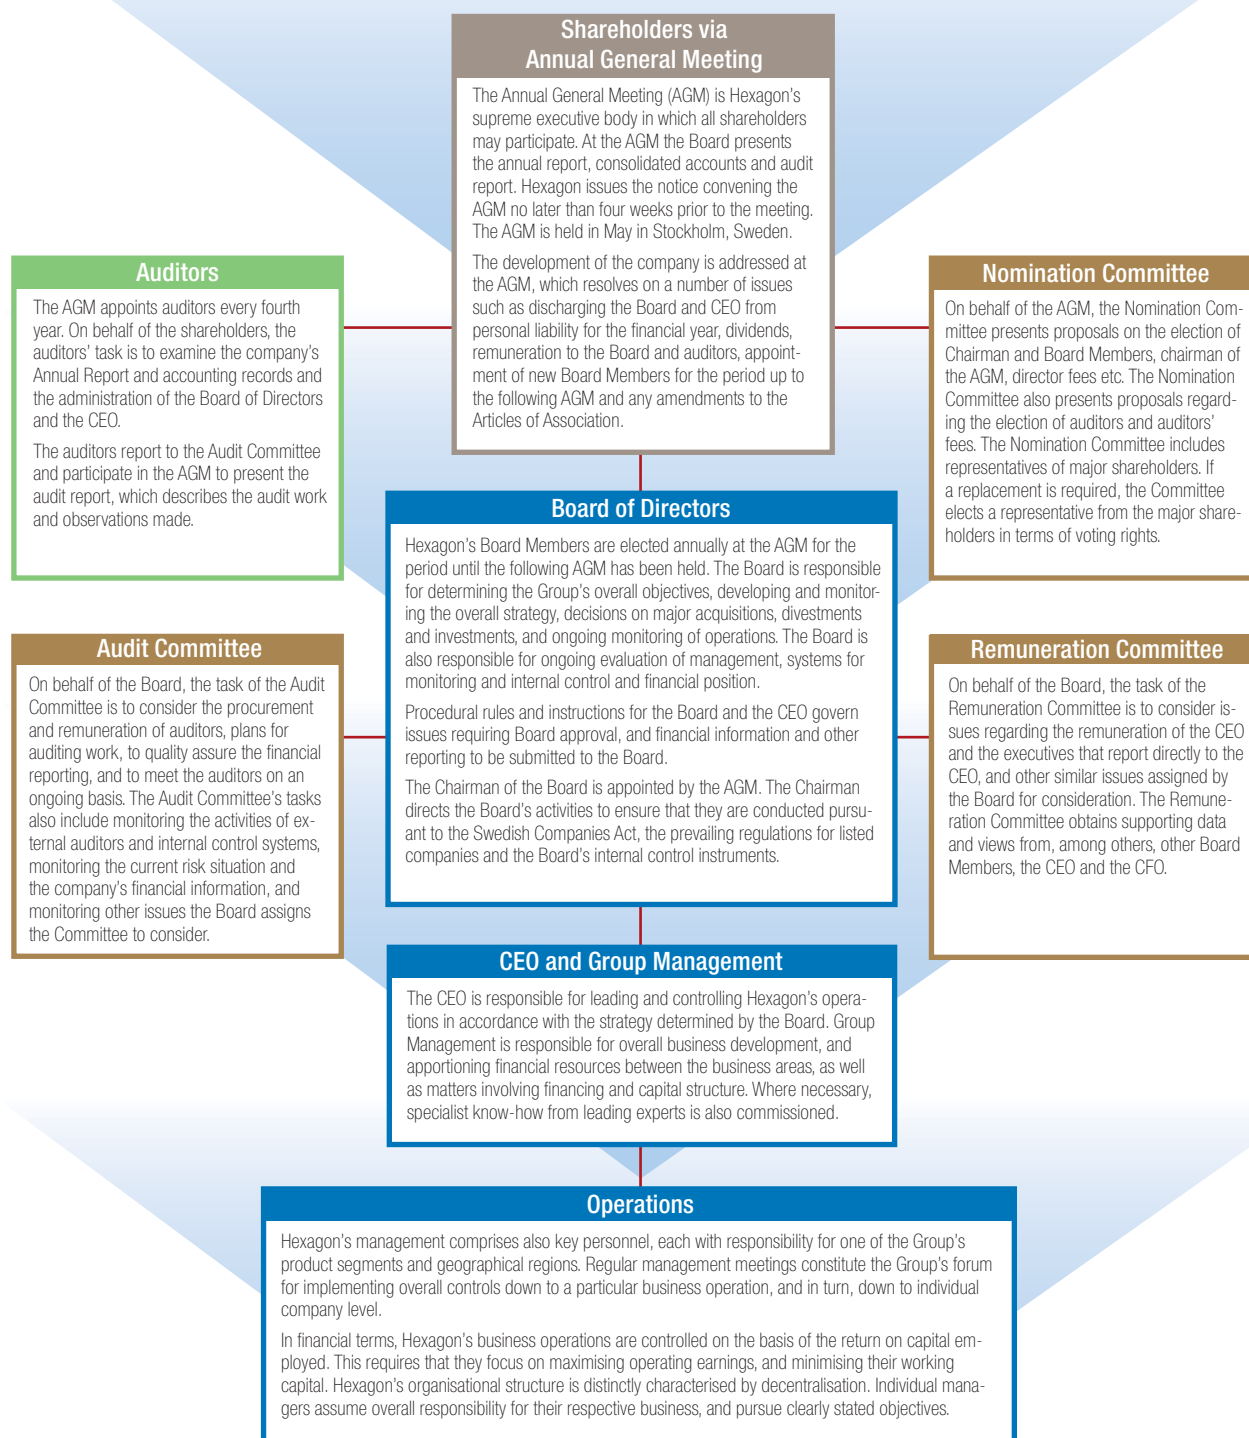 Shareholders via
Annual General Meeting
The Annual General Meeting (AGM) is Hexagon's
supreme executive body in which all shareholders
may participate. At the AGM the Board presents
the annual report, consolidated accounts and audit
report. Hexagon issues the notice convening the
AGM no later than four weeks prior to the meeting.
The AGM is held in May in Stockholm, Sweden.
The development of the company is addressed at
the AGM, which resolves on a number of issues
such as discharging the Board and CEO from
personal liability for the financial year, dividends,
remuneration to the Board and auditors, appoint-
ment of new Board Members for the period up to
the following AGM and any amendments to the
Articles of Association.
Auditors
The AGM appoints auditors every fourth
year. On behalf of the shareholders, the
auditors' task is to examine the company's
Annual Report and accounting records and
the administration of the Board of Directors
and the CEO.
The auditors report to the Audit Committee
and participate in the AGM to present the
audit report, which describes the audit work
and observations made.
Nomination Committee
On behalf of the AGM, the Nomination Com-
mittee presents proposals on the election of
Chairman and Board Members, chairman of
the AGM, director fees etc. The Nomination
Committee also presents proposals regard-
ing the election of auditors and auditors'
fees. The Nomination Committee includes
representatives of major shareholders. If
a replacement is required, the Committee
elects a representative from the major share-
holders in terms of voting rights.
Board of Directors
Hexagon's Board Members are elected annually at the AGM for the
period until the following AGM has been held. The Board is responsible
for determining the Group's overall objectives, developing and monitor-
ing the overall strategy, decisions on major acquisitions, divestments
and investments, and ongoing monitoring of operations. The Board is
also responsible for ongoing evaluation of management, systems for
monitoring and internal control and financial position.
Procedural rules and instructions for the Board and the CEO govern
issues requiring Board approval, and financial information and other
reporting to be submitted to the Board.
The Chairman of the Board is appointed by the AGM. The Chairman
directs the Board's activities to ensure that they are conducted pursu-
ant to the Swedish Companies Act, the prevailing regulations for listed
companies and the Board's internal control instruments.
Audit Committee
On behalf of the Board, the task of the Audit
Committee is to consider the procurement
and remuneration of auditors, plans for
auditing work, to quality assure the financial
reporting, and to meet the auditors on an
ongoing basis. The Audit Committee's tasks
also include monitoring the activities of ex-
ternal auditors and internal control systems,
monitoring the current risk situation and
the company's financial information, and
monitoring other issues the Board assigns
the Committee to consider.
Remuneration Committee
On behalf of the Board, the task of the
Remuneration Committee is to consider is-
sues regarding the remuneration of the CEO
and the executives that report directly to the
CEO, and other similar issues assigned by
the Board for consideration. The Remune-
ration Committee obtains supporting data
and views from, among others, other Board
Members, the CEO and the CFO.
CEO and Group Management
The CEO is responsible for leading and controlling Hexagon's opera-
tions in accordance with the strategy determined by the Board. Group
Management is responsible for overall business development, and
apportioning financial resources between the business areas, as well
as matters involving financing and capital structure. Where necessary,
specialist know-how from leading experts is also commissioned.
Operations
Hexagon's management comprises also key personnel, each with responsibility for one of the Group's
product segments and geographical regions. Regular management meetings constitute the Group's forum
for implementing overall controls down to a particular business operation, and in turn, down to individual
company level.
In financial terms, Hexagon's business operations are controlled on the basis of the return on capital em-
ployed. This requires that they focus on maximising operating earnings, and minimising their working
capital. Hexagon's organisational structure is distinctly characterised by decentralisation. Individual mana-
gers assume overall responsibility for their respective business, and pursue clearly stated objectives.